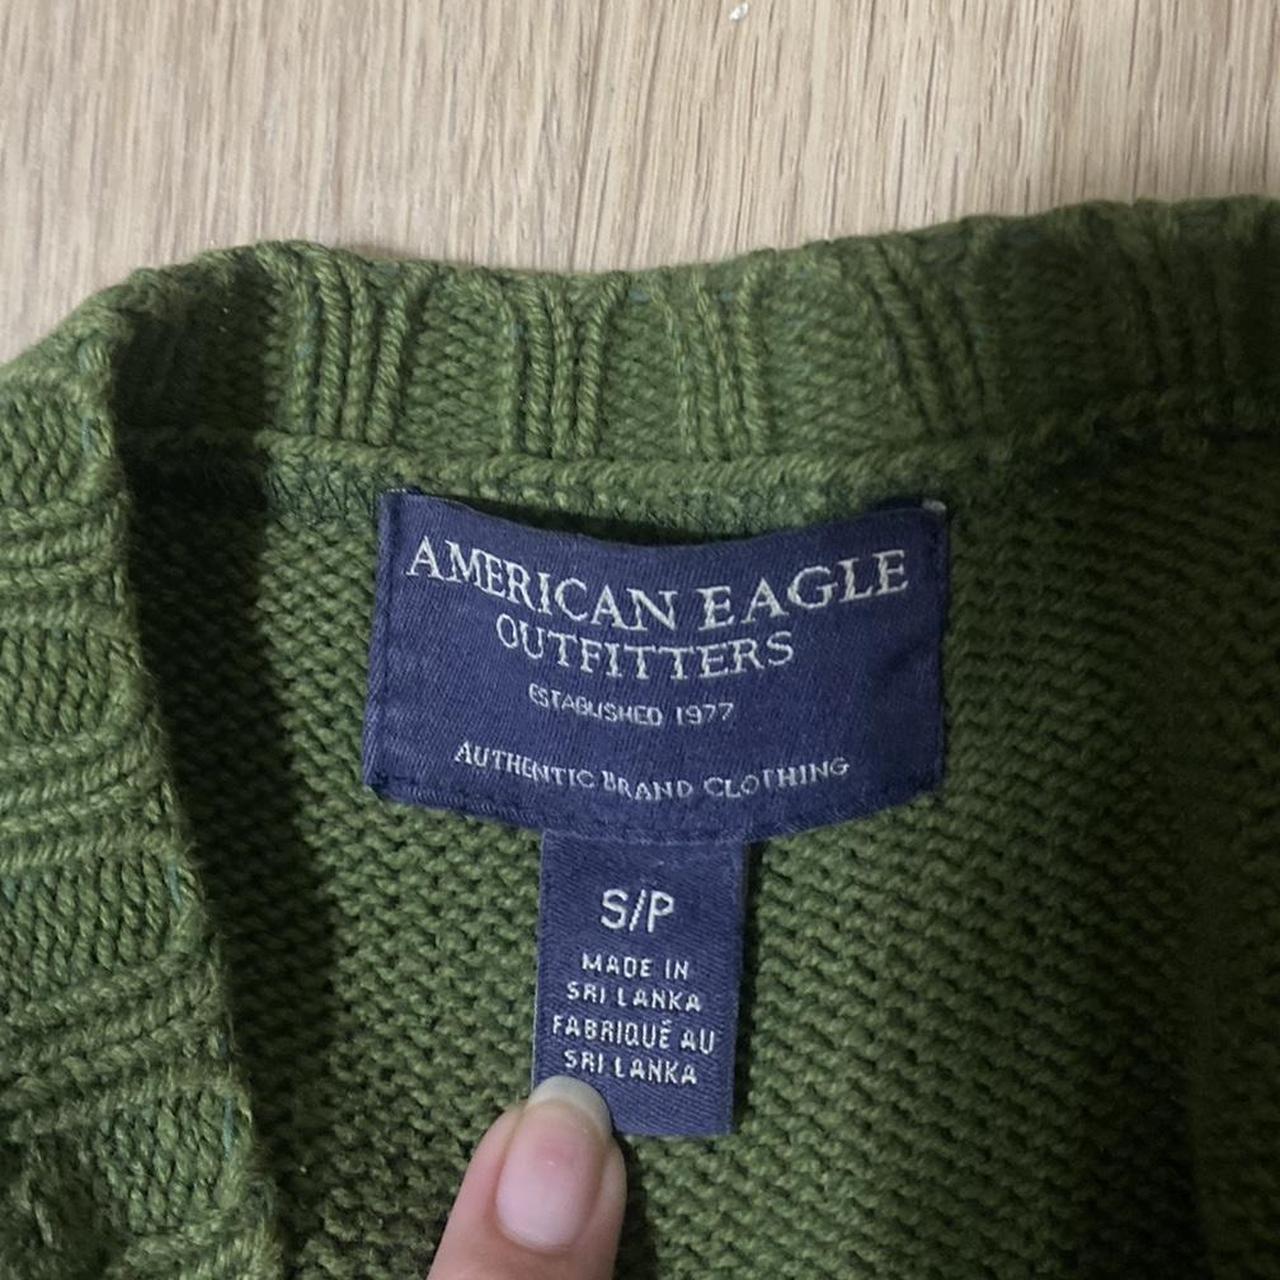 AMERICAN EAGLE
OUTFITTERS
ESTABLISHED 1977
AUTHENTIC BRAND CLOTHING
S/P
MADE IN
SRI LANKA
FABRIQUÉ AU
SRI LANKA